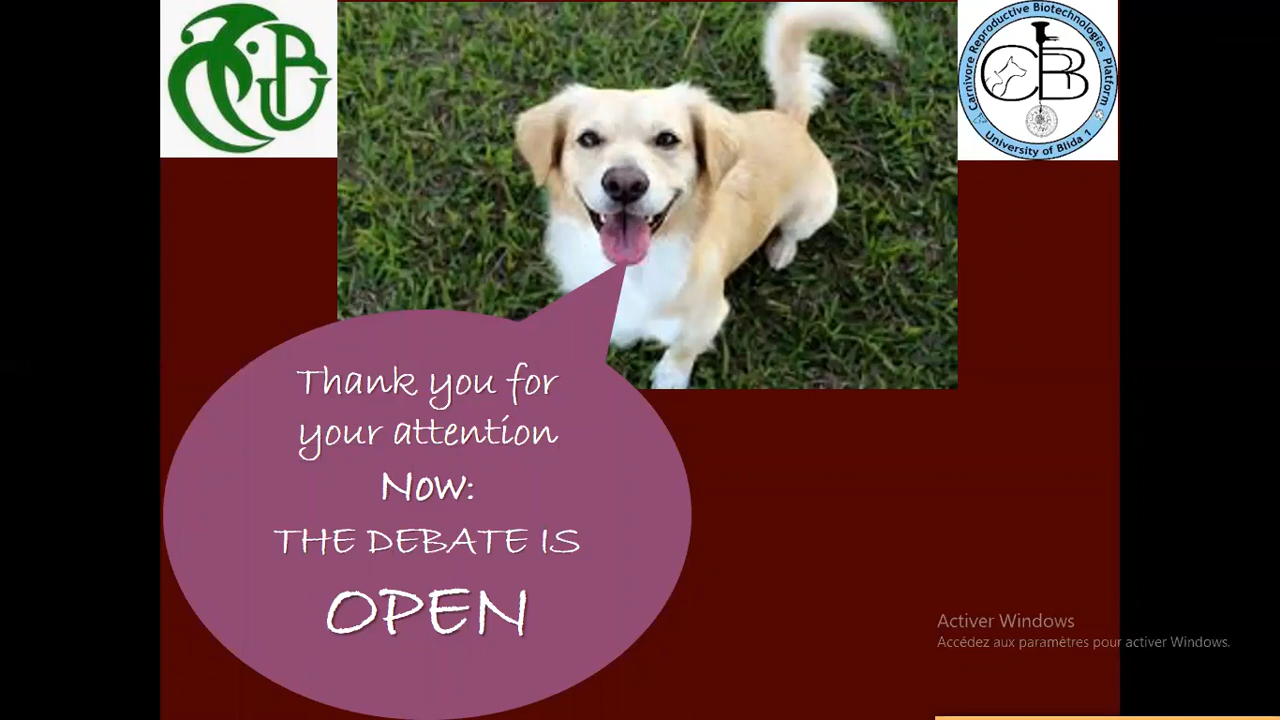 Carnivore Reproductive Biotechnologies Platform
CRB
University of Blida 1
Thank you for
your attention
Now:
THE DEBATE IS
OPEN
Activer Windows
Accédez aux paramètres pour activer Windows.